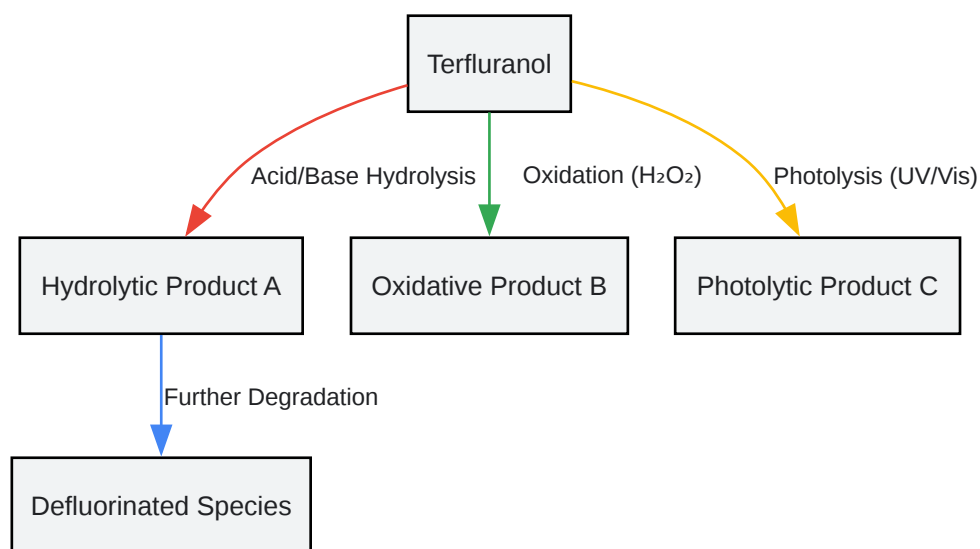 Terfluranol
Acid/Base Hydrolysis
Oxidation (H₂O₂)
Photolysis (UV/Vis)
Hydrolytic Product A
Oxidative Product B
Photolytic Product C
Further Degradation
Defluorinated Species